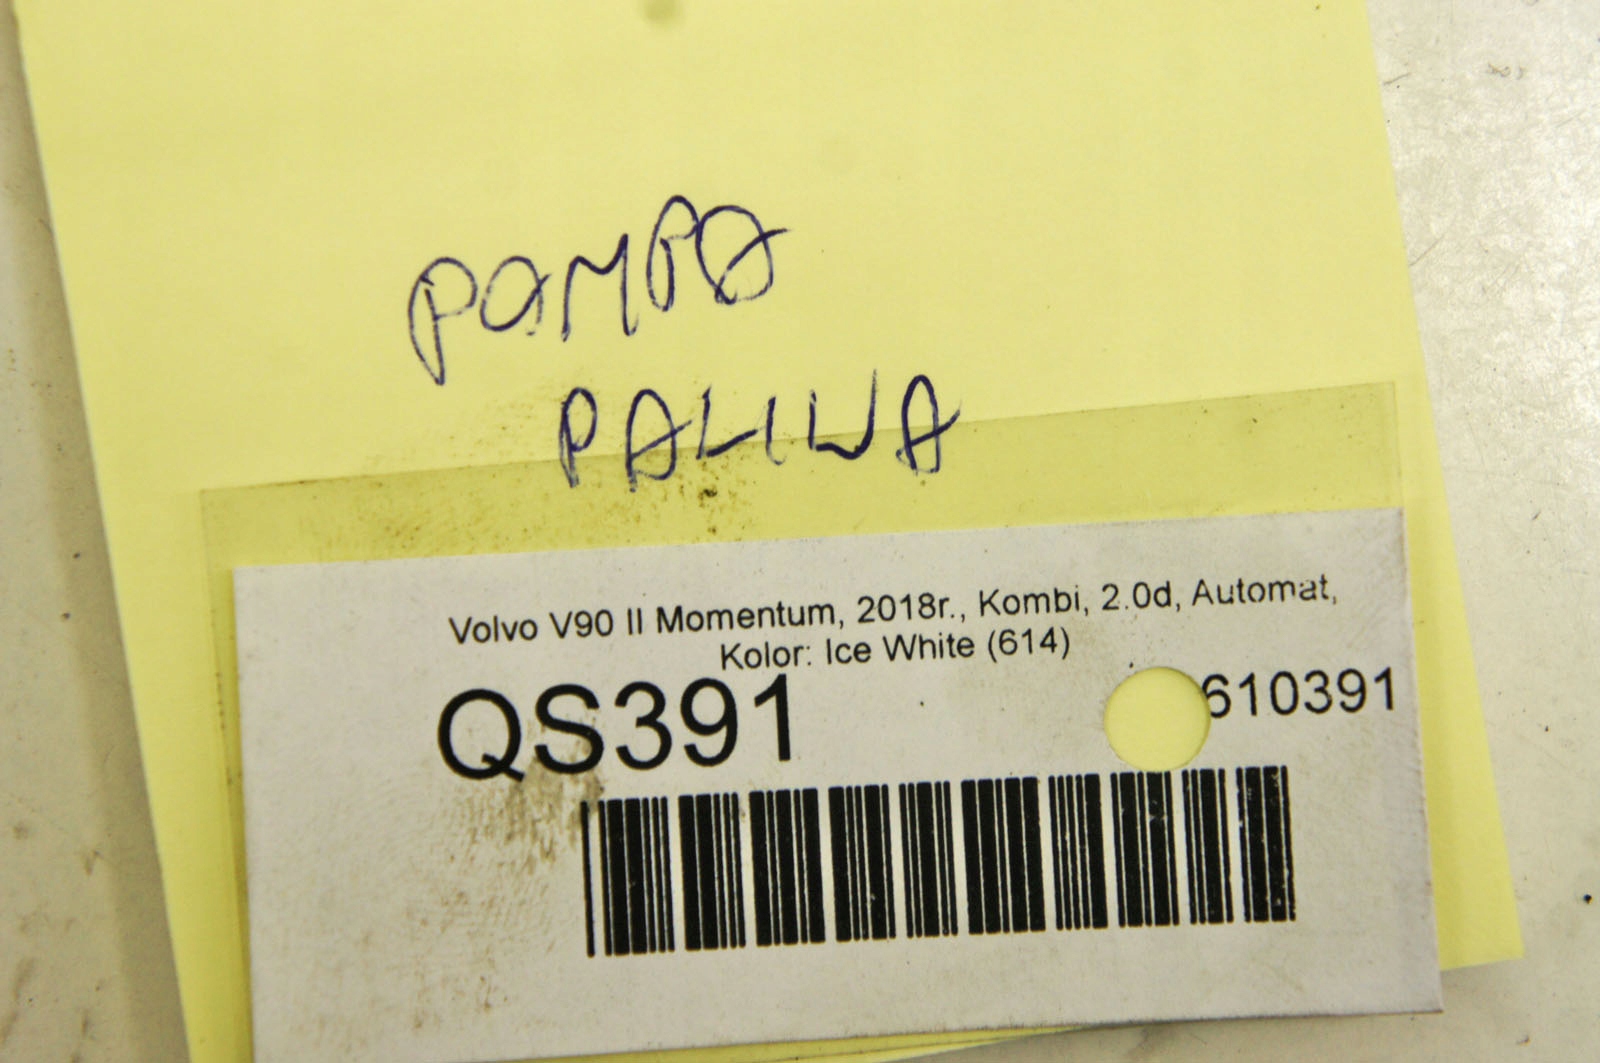 POMPA
PALIWA
Volvo V90 II Momentum, 2018r., Kombi, 2.0d, Automat,
Kolor: Ice White (614)
QS391 610391